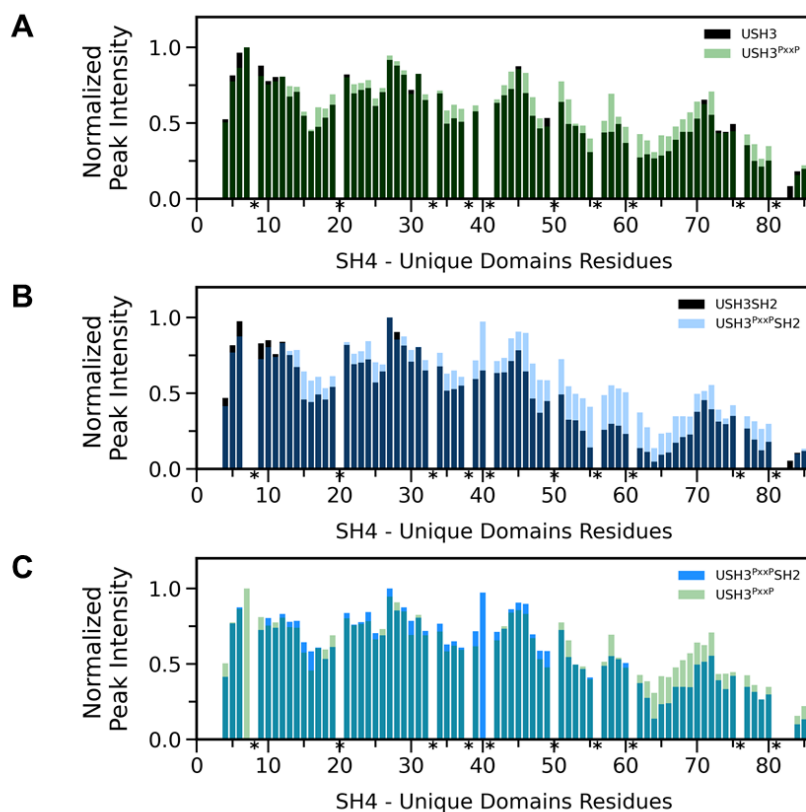 A
Normalized
Peak Intensity
1.0
0.5
0.0
USH3
USH3ᴾˣˣᴾ
0 10 20 30 40 50 60 70 80
* * * * * * * * * *
SH4 - Unique Domains Residues
B
Normalized
Peak Intensity
1.0
0.5
0.0
USH3SH2
USH3ᴾˣˣᴾSH2
0 10 20 30 40 50 60 70 80
* * * * * * * * * *
SH4 - Unique Domains Residues
C
Normalized
Peak Intensity
1.0
0.5
0.0
USH3ᴾˣˣᴾSH2
USH3ᴾˣˣᴾ
0 10 20 30 40 50 60 70 80
* * * * * * * * * *
SH4 - Unique Domains Residues